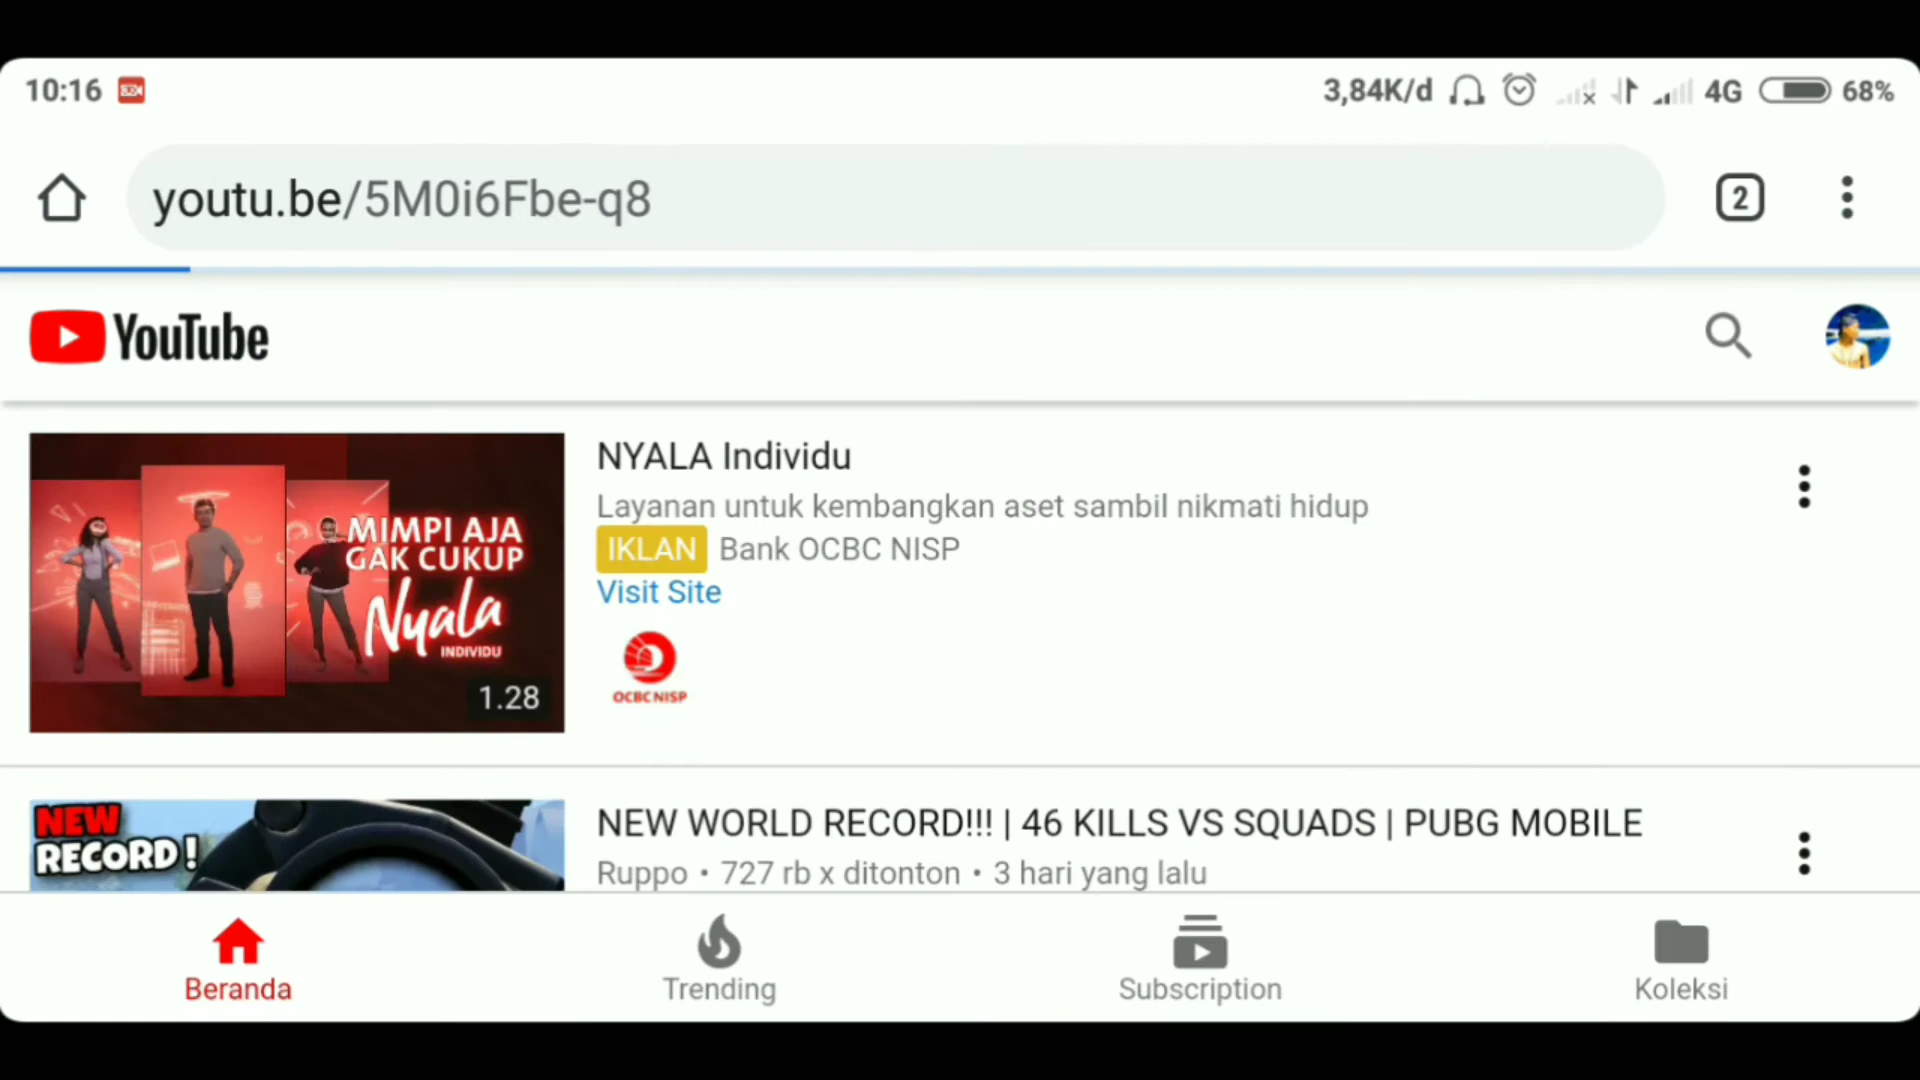 10:16 3,84K/d 4G 68%
youtu.be/5M0i6Fbe-q8 2
YouTube
NYALA Individu
Layanan untuk kembangkan aset sambil nikmati hidup
IKLAN Bank OCBC NISP
Visit Site
OCBC NISP
MIMPI AJA
GAK CUKUP
Nyala
INDIVIDU
1.28
NEW
RECORD!
NEW WORLD RECORD!!! | 46 KILLS VS SQUADS | PUBG MOBILE
Ruppo • 727 rb x ditonton • 3 hari yang lalu
Beranda Trending Subscription Koleksi